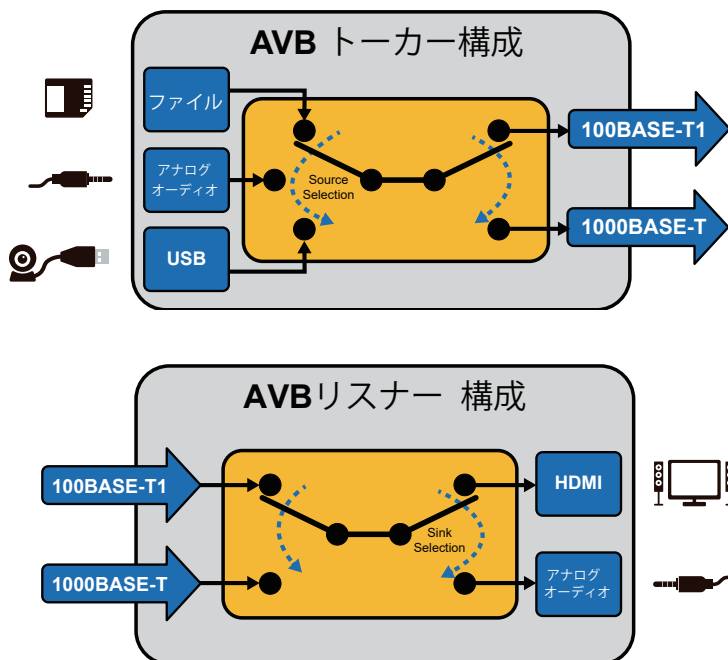 AVB トーカー構成
ファイル
アナログ
オーディオ
USB
Source
Selection
100BASE-T1
1000BASE-T
AVBリスナー 構成
100BASE-T1
1000BASE-T
Sink
Selection
HDMI
アナログ
オーディオ